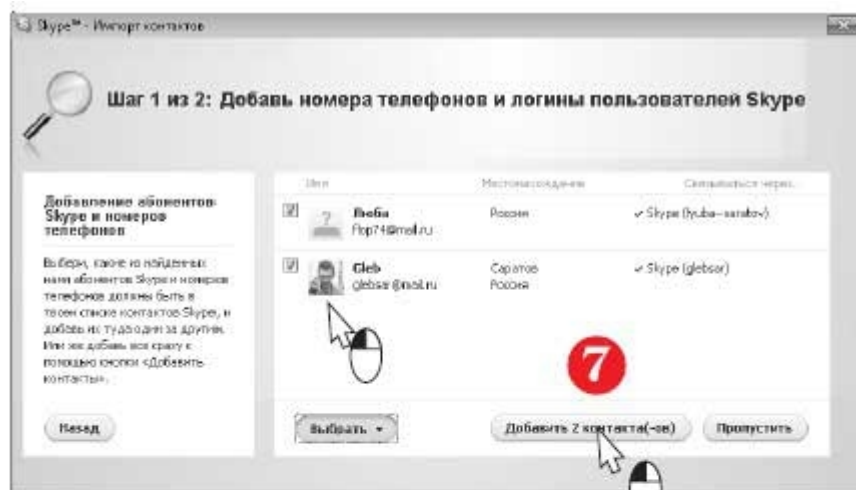 Skype™ - Импорт контактов
Шаг 1 из 2: Добавь номера телефонов и логины пользователей Skype
Добавление абонентов
Skype и номеров
телефонов
Выбери, какие из найденных
нами абонентов Skype и номеров
телефонов должны быть в
твоем списке контактов Skype, и
добавь их туда один за другим.
Или же добавь все сразу с
помощью кнопки «Добавить
контакты».
Имя Местонахождение Связываться через..
Люба Россия ✓ Skype (lyuba-saratov)
flop74@mail.ru
Gleb Саратов ✓ Skype (glebsar)
glebsar@mail.ru Россия
7
Назад Выбрать Добавить 2 контакта(-ов) Пропустить